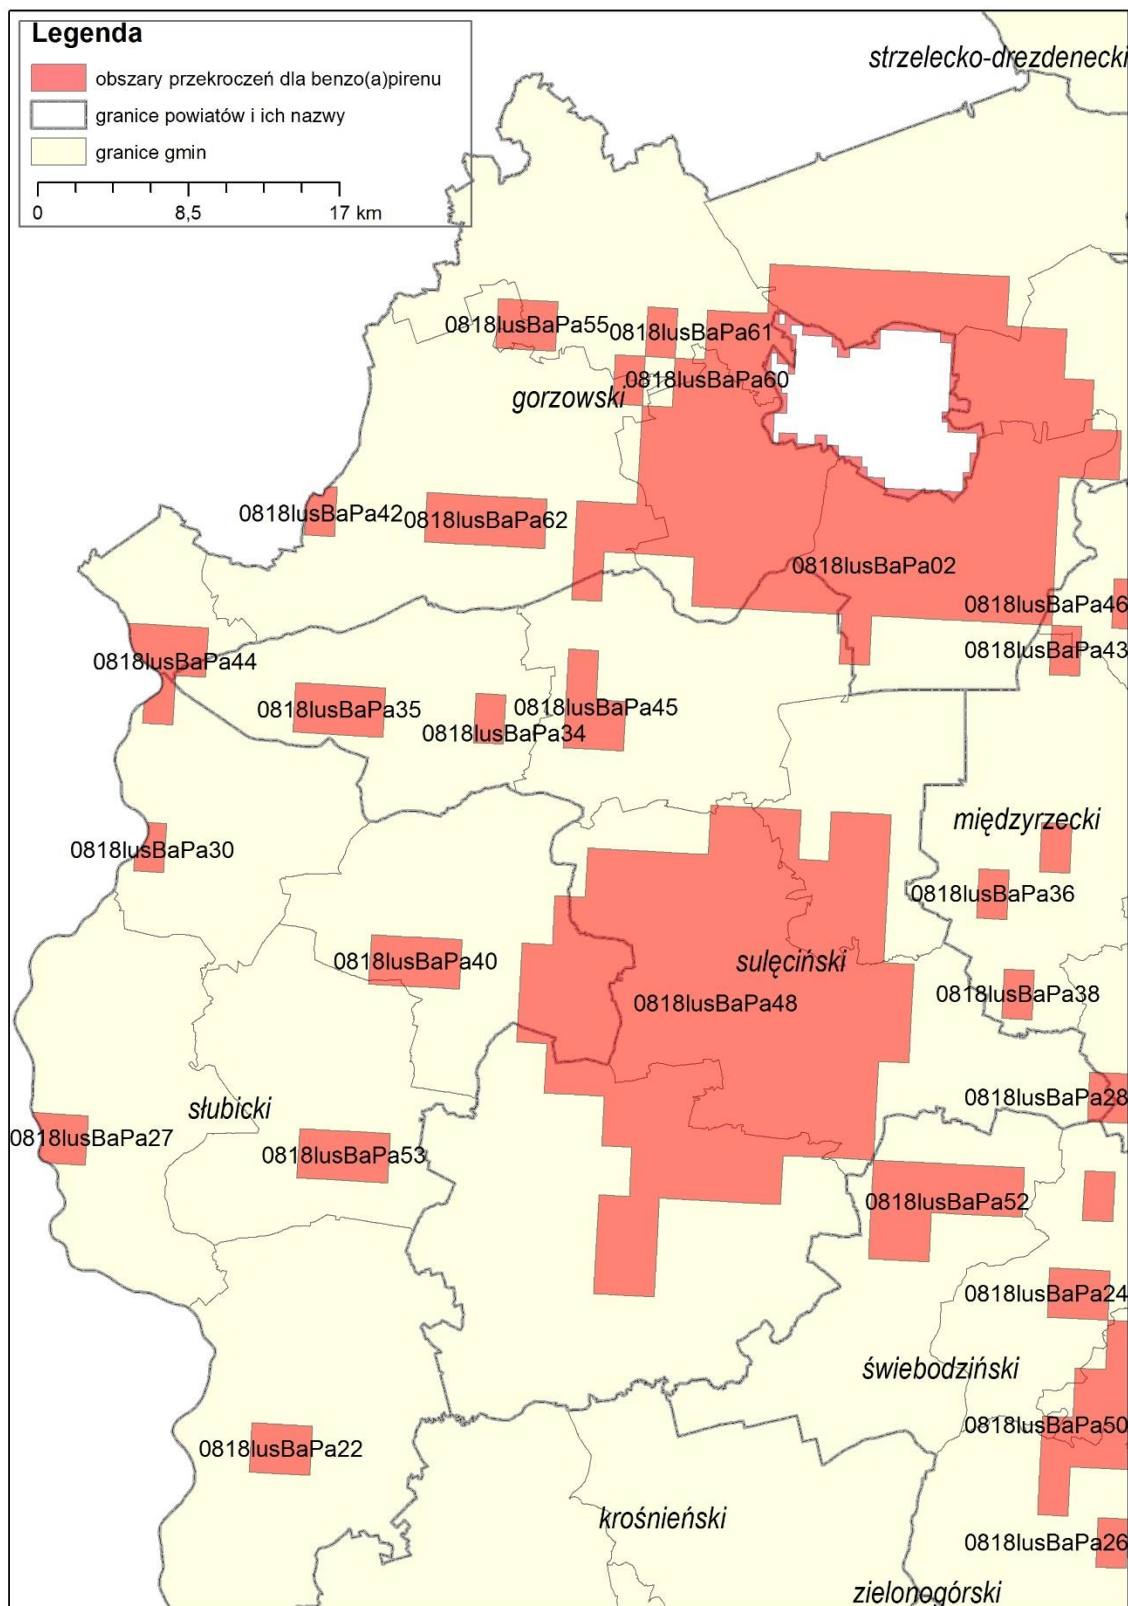 Legenda
obszary przekroczeń dla benzo(a)pirenu
granice powiatów i ich nazwy
granice gmin
0 8,5 17 km
strzelecko-drezdenecki
0818lusBaPa55
0818lusBaPa61
0818lusBaPa60
gorzowski
0818lusBaPa42
0818lusBaPa62
0818lusBaPa02
0818lusBaPa46
0818lusBaPa43
0818lusBaPa44
0818lusBaPa35
0818lusBaPa45
0818lusBaPa34
międzyrzecki
0818lusBaPa30
0818lusBaPa36
0818lusBaPa40
sulęciński
0818lusBaPa48
0818lusBaPa38
0818lusBaPa28
słubicki
0818lusBaPa27
0818lusBaPa53
0818lusBaPa52
0818lusBaPa24
świebodziński
0818lusBaPa50
0818lusBaPa22
krośnieński
0818lusBaPa26
zielonogórski